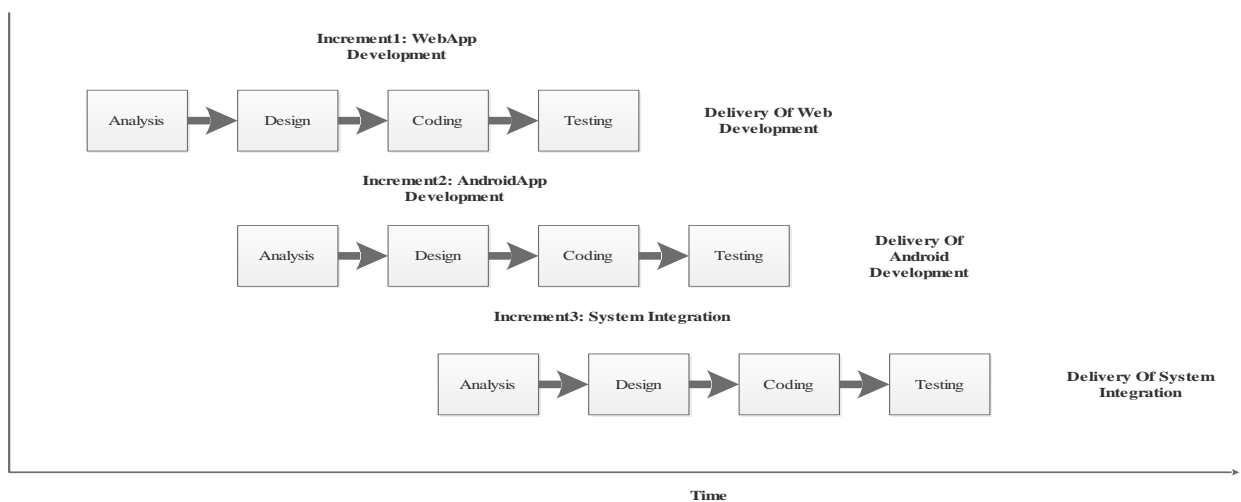 Increment1: WebApp
Development
Analysis
Design
Coding
Testing
Delivery Of Web
Development
Increment2: AndroidApp
Development
Analysis
Design
Coding
Testing
Delivery Of
Android
Development
Increment3: System Integration
Analysis
Design
Coding
Testing
Delivery Of System
Integration
Time